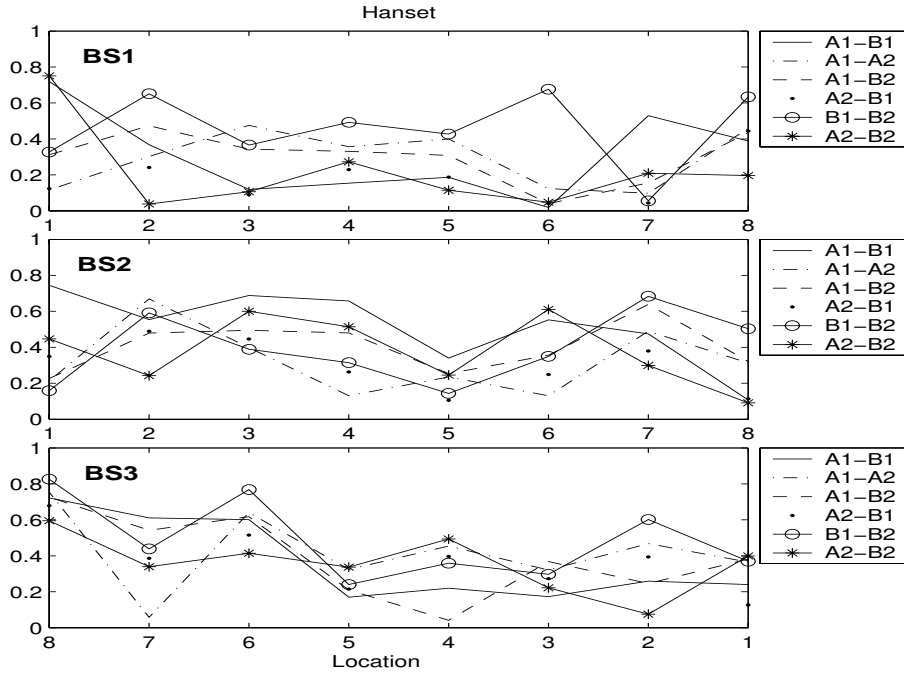 Hanset
BS1
1
0.8
0.6
0.4
0.2
0
1 2 3 4 5 6 7 8
A1−B1
A1−A2
A1−B2
A2−B1
B1−B2
A2−B2
BS2
1
0.8
0.6
0.4
0.2
0
1 2 3 4 5 6 7 8
A1−B1
A1−A2
A1−B2
A2−B1
B1−B2
A2−B2
BS3
1
0.8
0.6
0.4
0.2
0
8 7 6 5 4 3 2 1
Location
A1−B1
A1−A2
A1−B2
A2−B1
B1−B2
A2−B2